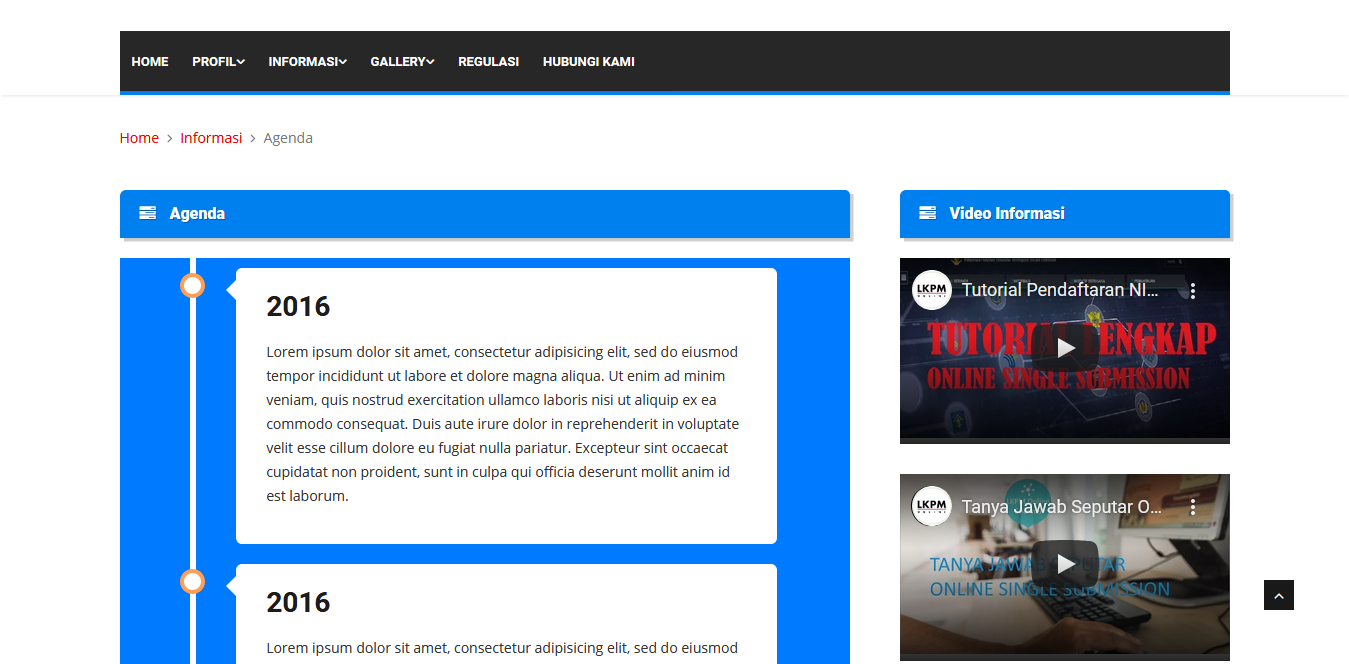 HOME PROFIL INFORMASI GALLERY REGULASI HUBUNGI KAMI
Home > Informasi > Agenda
Agenda
2016
Lorem ipsum dolor sit amet, consectetur adipisicing elit, sed do eiusmod
tempor incididunt ut labore et dolore magna aliqua. Ut enim ad minim
veniam, quis nostrud exercitation ullamco laboris nisi ut aliquip ex ea
commodo consequat. Duis aute irure dolor in reprehenderit in voluptate
velit esse cillum dolore eu fugiat nulla pariatur. Excepteur sint occaecat
cupidatat non proident, sunt in culpa qui officia deserunt mollit anim id
est laborum.
2016
Lorem ipsum dolor sit amet, consectetur adipisicing elit, sed do eiusmod
Video Informasi
LKPM
ONLINE
Tutorial Pendaftaran NI...
TUTORIAL LENGKAP
ONLINE SINGLE SUBMISSION
LKPM
ONLINE
Tanya Jawab Seputar O...
TANYA JAWAB SEPUTAR
ONLINE SINGLE SUBMISSION